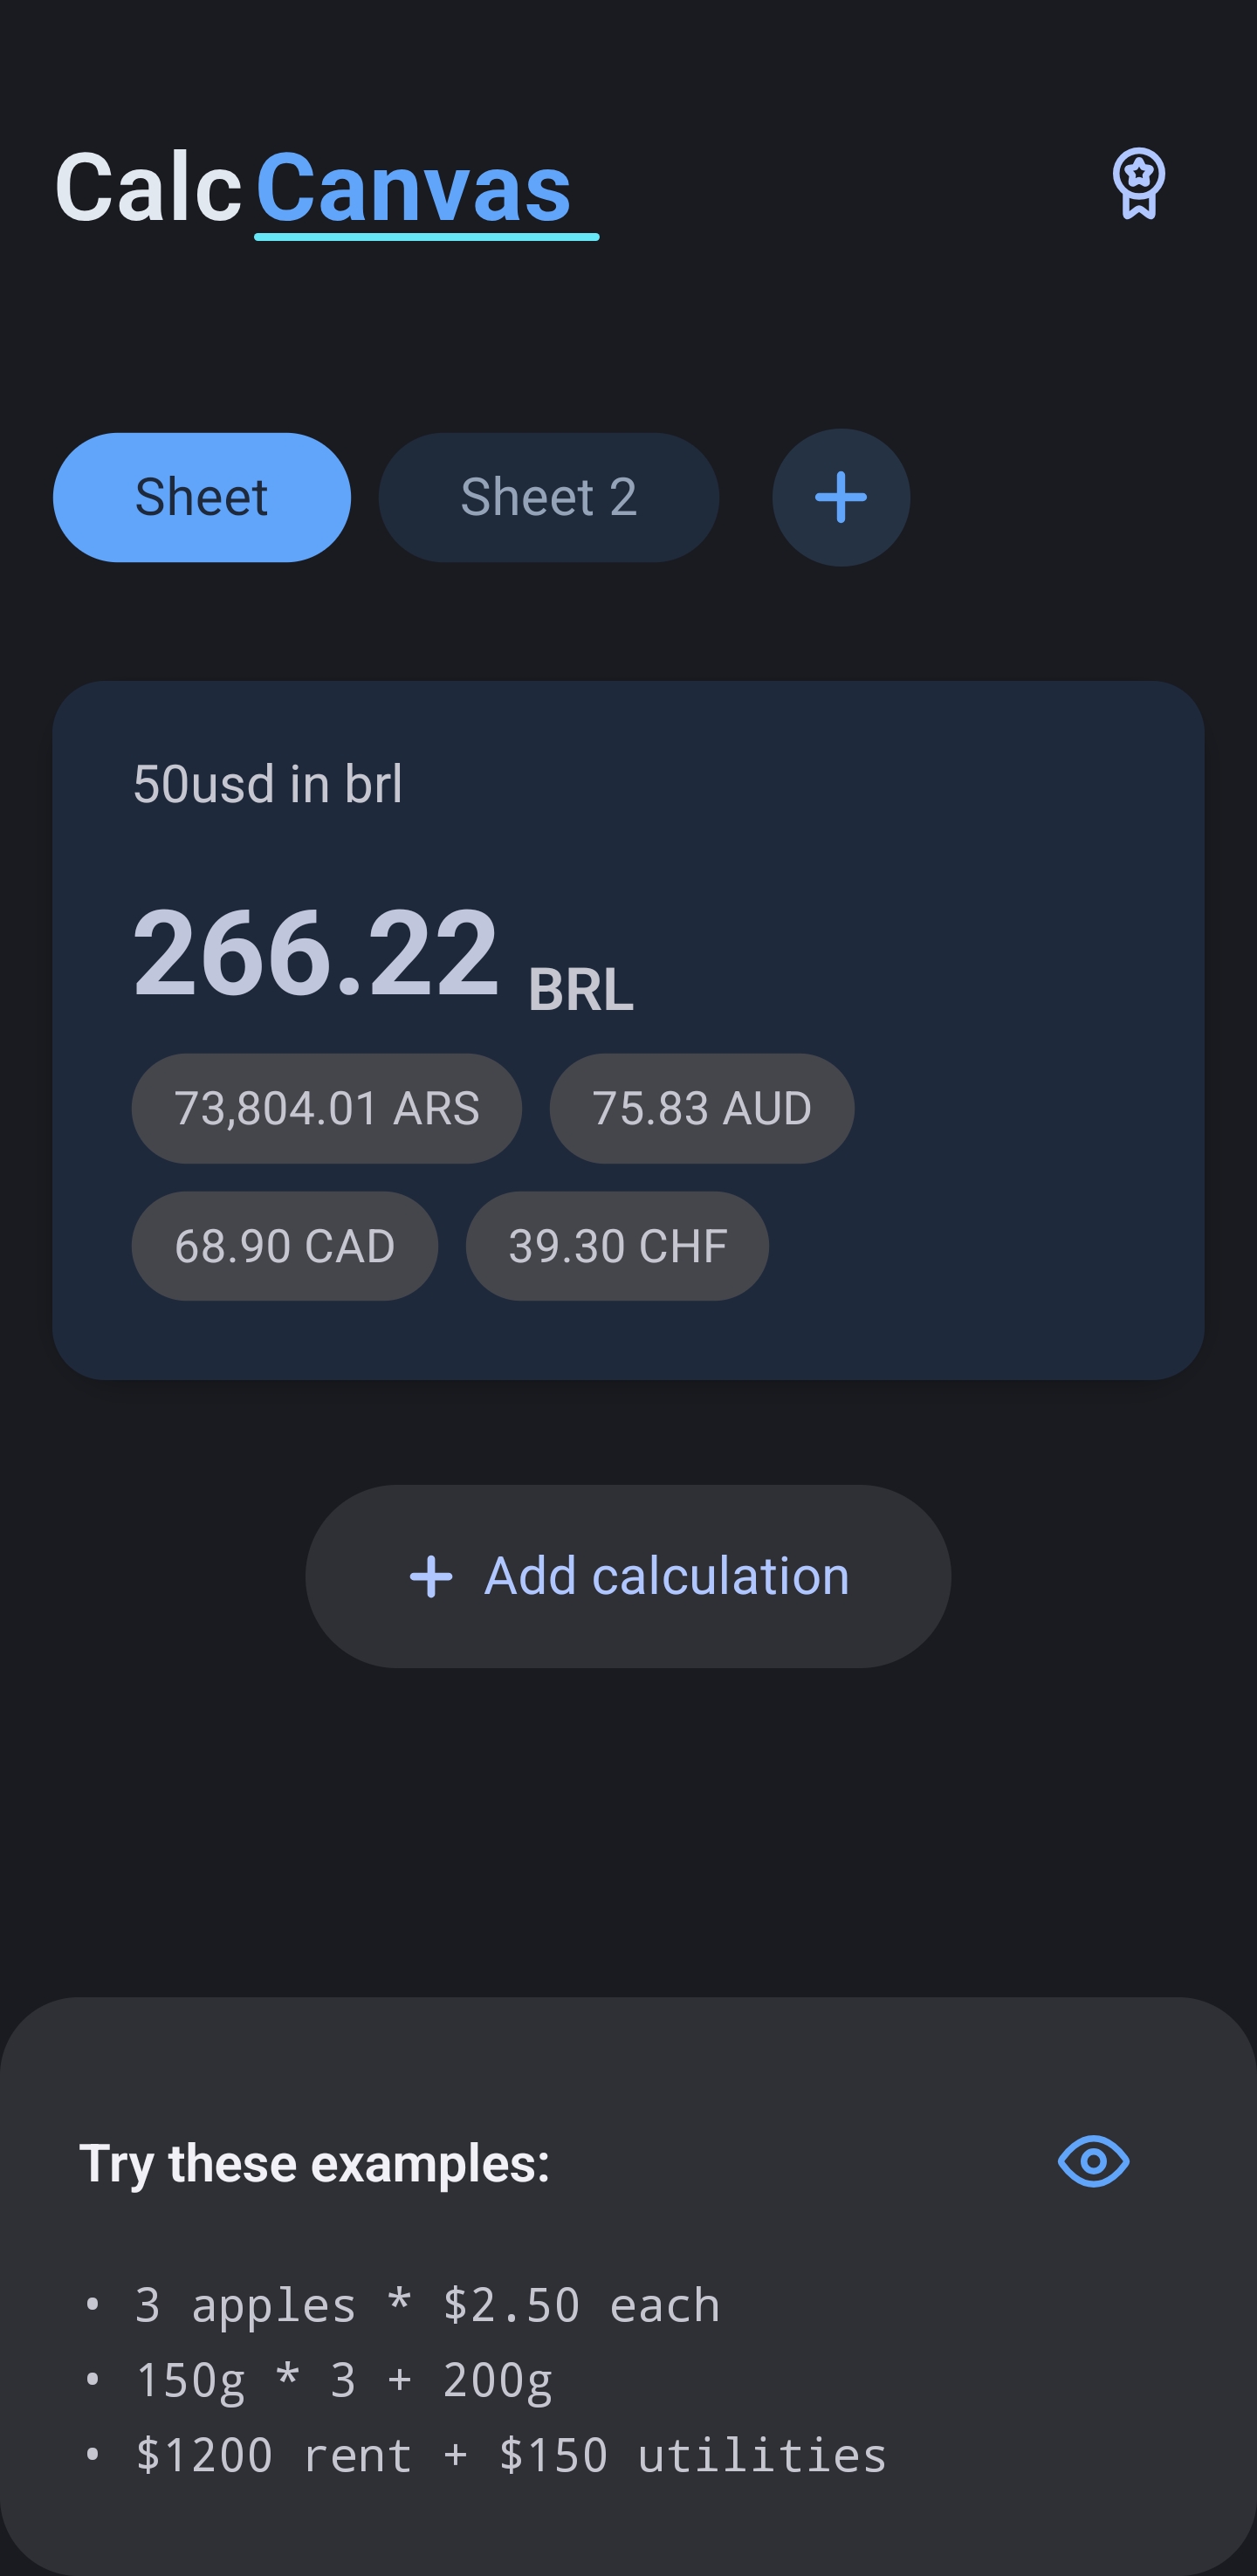 Calc Canvas
Sheet Sheet 2
50usd in brl
266.22 BRL
73,804.01 ARS 75.83 AUD
68.90 CAD 39.30 CHF
+ Add calculation
Try these examples:
• 3 apples * $2.50 each
• 150g * 3 + 200g
• $1200 rent + $150 utilities